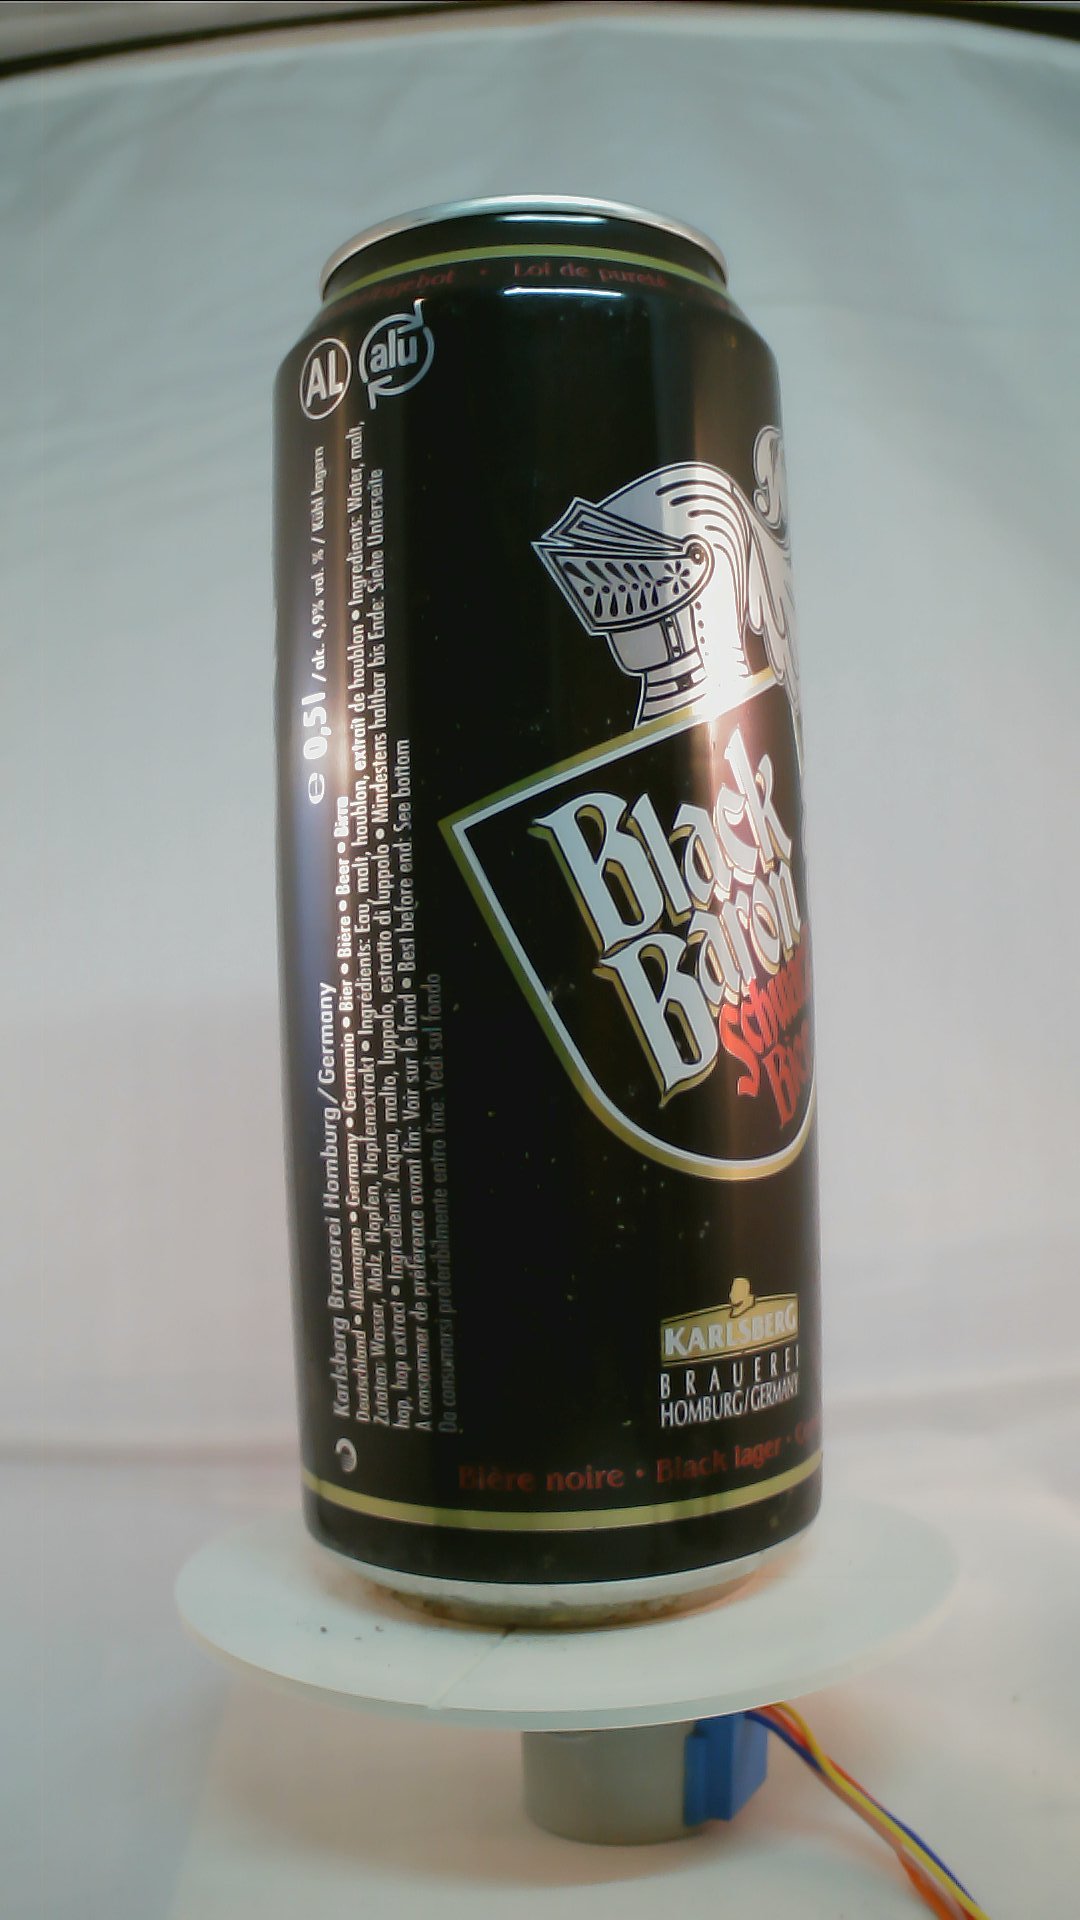 Loi de pureté
AL
alu
e 0,5l / alc. 4,9% vol. % / Kühl lagern
Karlsberg Brauerei Homburg/Germany
Deutschland • Allemagne • Germany • Germania • Bier • Bière • Beer • Birra
Zutaten: Wasser, Malz, Hopfen, Hopfenextrakt • Ingrédients: Eau, malt, houblon, extrait de houblon • Ingredients: Water, malt,
hop, hop extract • Ingredienti: Acqua, malto, luppolo, estratto di luppolo • Mindestens haltbar bis Ende: Siehe Unterseite
A consommer de préférence avant fin: Voir sur le fond • Best before end: See bottom
Da consumarsi preferibilmente entro fine: Vedi sul fondo
Black
Baron
KARLSBERG
BRAUEREI
HOMBURG/GERMANY
Bière noire • Black lager •